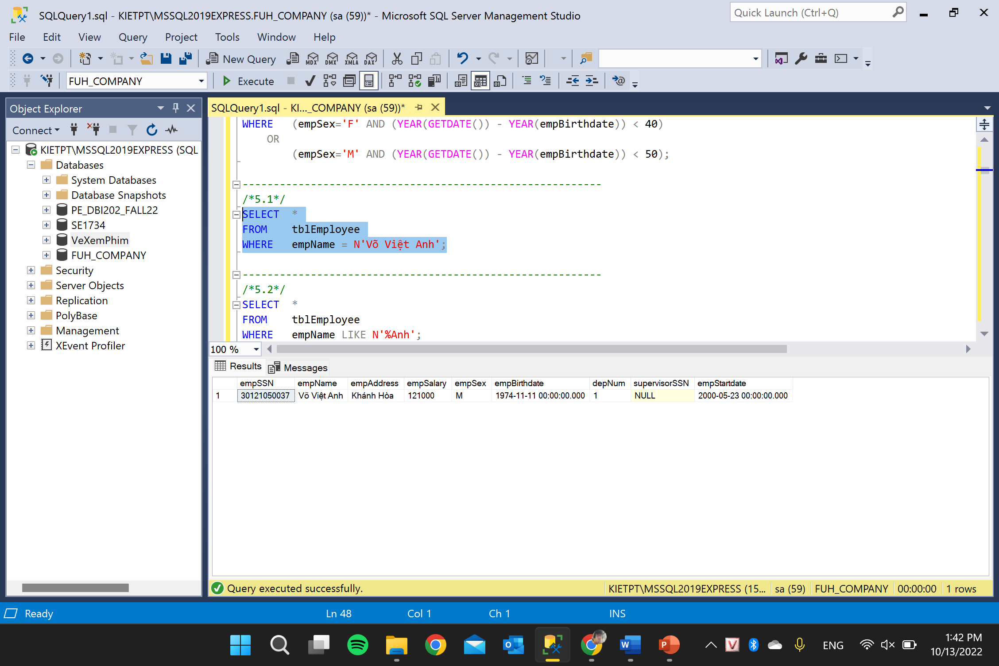 SQLQuery1.sql - KIETPT\MSSQL2019EXPRESS.FUH_COMPANY (sa (59))* - Microsoft SQL Server Management Studio
Quick Launch (Ctrl+Q)
File Edit View Query Project Tools Window Help
New Query MDX DMX XMLA DAX
FUH_COMPANY Execute
Object Explorer
Connect
KIETPT\MSSQL2019EXPRESS (SQL
Databases
System Databases
Database Snapshots
PE_DBI202_FALL22
SE1734
VeXemPhim
FUH_COMPANY
Security
Server Objects
Replication
PolyBase
Management
XEvent Profiler
SQLQuery1.sql - KI..._COMPANY (sa (59))*
WHERE (empSex='F' AND (YEAR(GETDATE()) - YEAR(empBirthdate)) < 40)
OR
(empSex='M' AND (YEAR(GETDATE()) - YEAR(empBirthdate)) < 50);
----------------------------------------------------------
/*5.1*/
SELECT *
FROM tblEmployee
WHERE empName = N'Võ Việt Anh';
----------------------------------------------------------
/*5.2*/
SELECT *
FROM tblEmployee
WHERE empName LIKE N'%Anh';
100 %
Results Messages
empSSN empName empAddress empSalary empSex empBirthdate depNum supervisorSSN empStartdate
1 30121050037 Võ Việt Anh Khánh Hòa 121000 M 1974-11-11 00:00:00.000 1 NULL 2000-05-23 00:00:00.000
Query executed successfully. KIETPT\MSSQL2019EXPRESS (15... sa (59) FUH_COMPANY 00:00:00 1 rows
Ready Ln 48 Col 1 Ch 1 INS
ENG
1:42 PM
10/13/2022